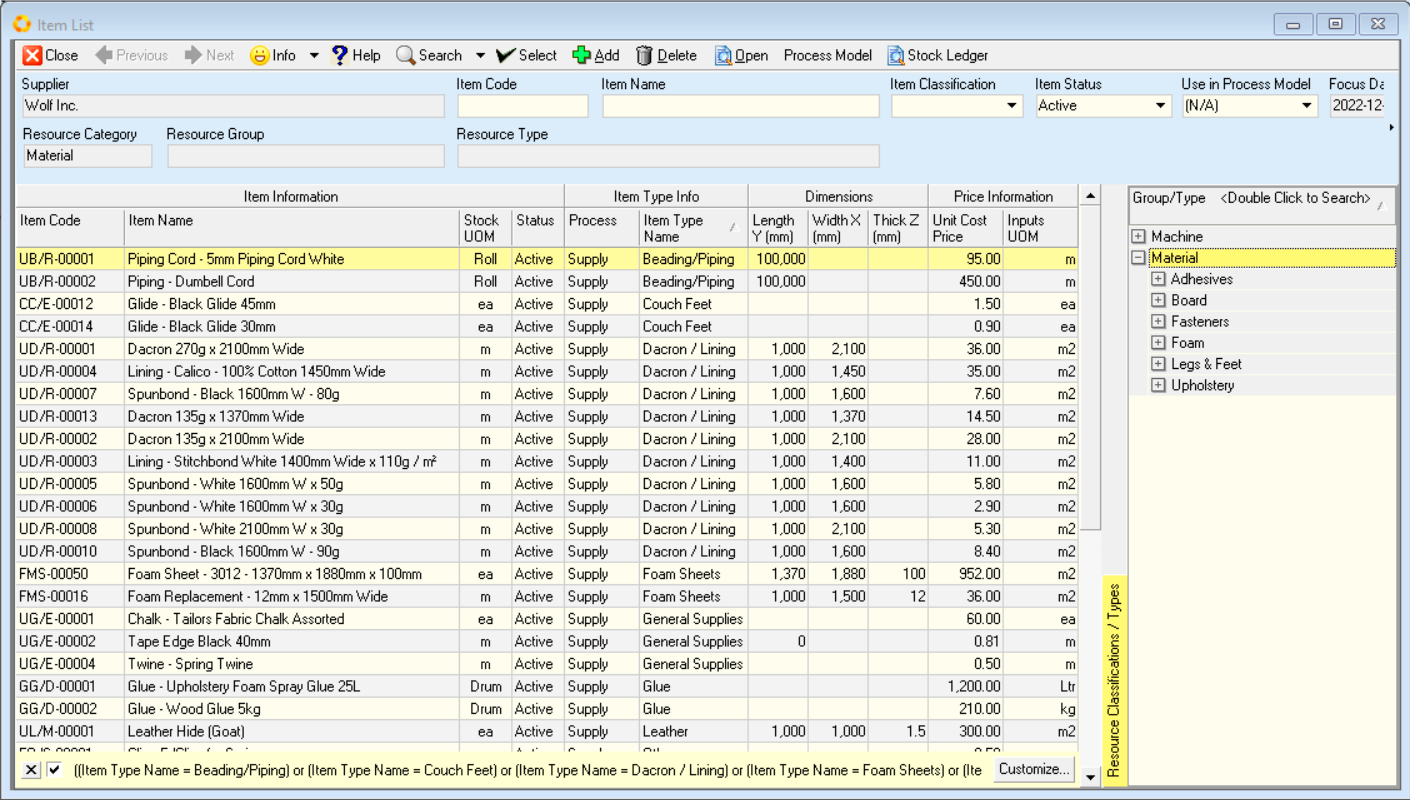 Item List
Close Previous Next Info Help Search Select Add Delete Open Process Model Stock Ledger
Supplier Item Code Item Name Item Classification Item Status Use in Process Model Focus Da
Wolf Inc. Active (N/A) 2022-12-
Resource Category Resource Group Resource Type
Material
Item Information Item Type Info Dimensions Price Information
Item Code Item Name Stock UOM Status Process Item Type Name Length Y (mm) Width X (mm) Thick Z (mm) Unit Cost Price Inputs UOM
UB/R-00001 Piping Cord - 5mm Piping Cord White Roll Active Supply Beading/Piping 100,000 95.00 m
UB/R-00002 Piping - Dumbell Cord Roll Active Supply Beading/Piping 100,000 450.00 m
CC/E-00012 Glide - Black Glide 45mm ea Active Supply Couch Feet 1.50 ea
CC/E-00014 Glide - Black Glide 30mm ea Active Supply Couch Feet 0.90 ea
UD/R-00001 Dacron 270g x 2100mm Wide m Active Supply Dacron / Lining 1,000 2,100 36.00 m2
UD/R-00004 Lining - Calico - 100% Cotton 1450mm Wide m Active Supply Dacron / Lining 1,000 1,450 35.00 m2
UD/R-00007 Spunbond - Black 1600mm W - 80g m Active Supply Dacron / Lining 1,000 1,600 7.60 m2
UD/R-00013 Dacron 135g x 1370mm Wide m Active Supply Dacron / Lining 1,000 1,370 14.50 m2
UD/R-00002 Dacron 135g x 2100mm Wide m Active Supply Dacron / Lining 1,000 2,100 28.00 m2
UD/R-00003 Lining - Stitchbond White 1400mm Wide x 110g / m² m Active Supply Dacron / Lining 1,000 1,400 11.00 m2
UD/R-00005 Spunbond - White 1600mm W x 50g m Active Supply Dacron / Lining 1,000 1,600 5.80 m2
UD/R-00006 Spunbond - White 1600mm W x 30g m Active Supply Dacron / Lining 1,000 1,600 2.90 m2
UD/R-00008 Spunbond - White 2100mm W x 30g m Active Supply Dacron / Lining 1,000 2,100 5.30 m2
UD/R-00010 Spunbond - Black 1600mm W - 90g m Active Supply Dacron / Lining 1,000 1,600 8.40 m2
FMS-00050 Foam Sheet - 3012 - 1370mm x 1880mm x 100mm ea Active Supply Foam Sheets 1,370 1,880 100 952.00 m2
FMS-00016 Foam Replacement - 12mm x 1500mm Wide m Active Supply Foam Sheets 1,000 1,500 12 36.00 m2
UG/E-00001 Chalk - Tailors Fabric Chalk Assorted ea Active Supply General Supplies 60.00 ea
UG/E-00002 Tape Edge Black 40mm m Active Supply General Supplies 0 0.81 m
UG/E-00004 Twine - Spring Twine m Active Supply General Supplies 0.50 m
GG/D-00001 Glue - Upholstery Foam Spray Glue 25L Drum Active Supply Glue 1,200.00 Ltr
GG/D-00002 Glue - Wood Glue 5kg Drum Active Supply Glue 210.00 kg
UL/M-00001 Leather Hide (Goat) ea Active Supply Leather 1,000 1,000 1.5 300.00 m2
((Item Type Name = Beading/Piping) or (Item Type Name = Couch Feet) or (Item Type Name = Dacron / Lining) or (Item Type Name = Foam Sheets) or (Ite Customize...
Resource Classifications / Types
Group/Type <Double Click to Search>
Machine
Material
Adhesives
Board
Fasteners
Foam
Legs & Feet
Upholstery